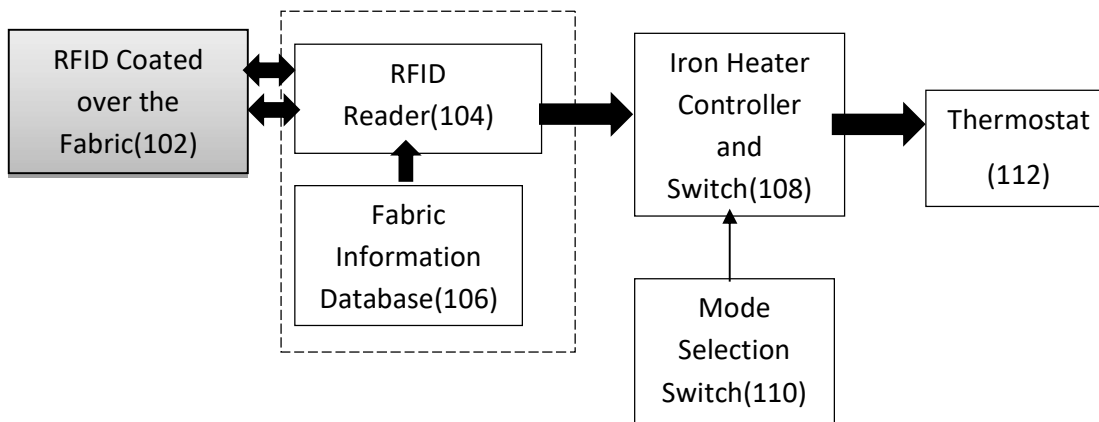 RFID Coated
over the
Fabric(102)
RFID
Reader(104)
Fabric
Information
Database(106)
Iron Heater
Controller
and
Switch(108)
Mode
Selection
Switch(110)
Thermostat
(112)